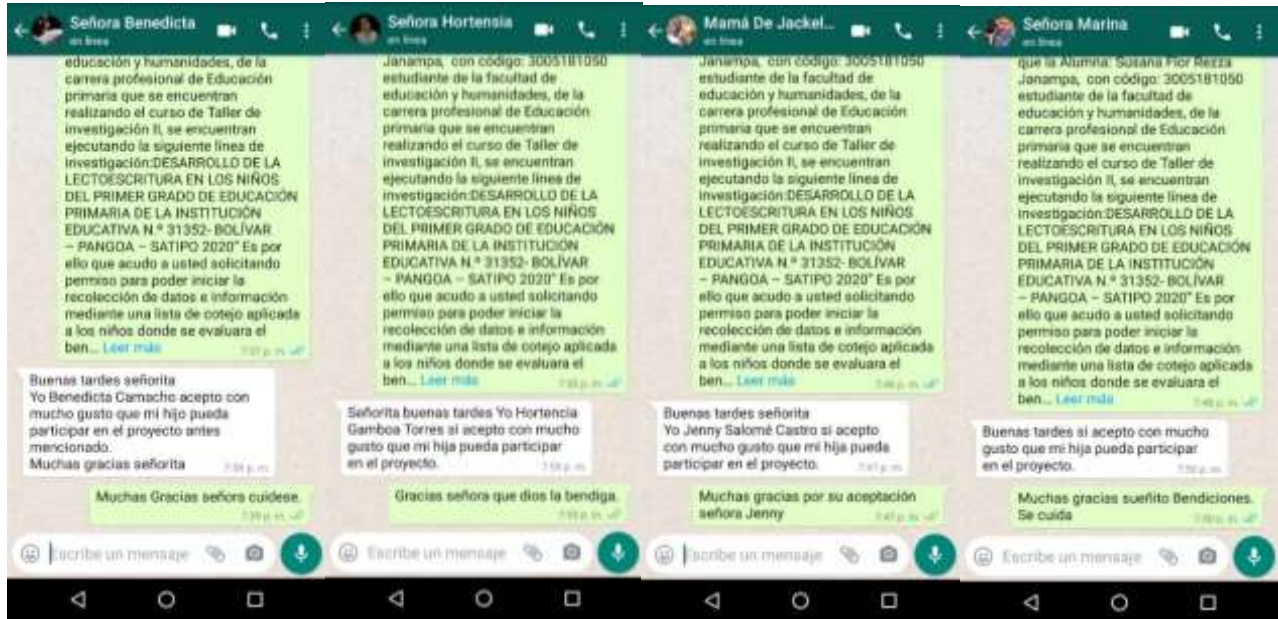 Señora Benedicta
en línea
educación y humanidades, de la
carrera profesional de Educación
primaria que se encuentran
realizando el curso de Taller de
investigación II, se encuentran
ejecutando la siguiente linea de
investigación:DESARROLLO DE LA
LECTOESCRITURA EN LOS NIÑOS
DEL PRIMER GRADO DE EDUCACIÓN
PRIMARIA DE LA INSTITUCIÓN
EDUCATIVA N.º 31352- BOLÍVAR
– PANGOA – SATIPO 2020" Es por
ello que acudo a usted solicitando
permiso para poder iniciar la
recolección de datos e información
mediante una lista de cotejo aplicada
a los niños donde se evaluara el
ben... Leer más
Buenas tardes señorita
Yo Benedicta Camacho acepto con
mucho gusto que mi hijo pueda
participar en el proyecto antes
mencionado.
Muchas gracias señorita
Muchas Gracias señora cuidese.
Escribe un mensaje
Señora Hortensia
en línea
Janampa, con código: 3005181050
estudiante de la facultad de
educación y humanidades, de la
carrera profesional de Educación
primaria que se encuentran
realizando el curso de Taller de
investigación II, se encuentran
ejecutando la siguiente linea de
investigación:DESARROLLO DE LA
LECTOESCRITURA EN LOS NIÑOS
DEL PRIMER GRADO DE EDUCACIÓN
PRIMARIA DE LA INSTITUCIÓN
EDUCATIVA N.º 31352- BOLÍVAR
– PANGOA – SATIPO 2020" Es por
ello que acudo a usted solicitando
permiso para poder iniciar la
recolección de datos e información
mediante una lista de cotejo aplicada
a los niños donde se evaluara el
ben... Leer más
Señorita buenas tardes Yo Hortencia
Gamboa Torres si acepto con mucho
gusto que mi hija pueda participar
en el proyecto.
Gracias señora que dios la bendiga.
Escribe un mensaje
Mamá De Jackel...
en línea
Janampa, con código: 3005181050
estudiante de la facultad de
educación y humanidades, de la
carrera profesional de Educación
primaria que se encuentran
realizando el curso de Taller de
investigación II, se encuentran
ejecutando la siguiente linea de
investigación:DESARROLLO DE LA
LECTOESCRITURA EN LOS NIÑOS
DEL PRIMER GRADO DE EDUCACIÓN
PRIMARIA DE LA INSTITUCIÓN
EDUCATIVA N.º 31352- BOLÍVAR
– PANGOA – SATIPO 2020" Es por
ello que acudo a usted solicitando
permiso para poder iniciar la
recolección de datos e información
mediante una lista de cotejo aplicada
a los niños donde se evaluara el
ben... Leer más
Buenas tardes señorita
Yo Jenny Salomé Castro si acepto
con mucho gusto que mi hija pueda
participar en el proyecto.
Muchas gracias por su aceptación
señora Jenny
Escribe un mensaje
Señora Marina
en línea
que la Alumna: Susana Flor Rezza
Janampa, con código: 3005181050
estudiante de la facultad de
educación y humanidades, de la
carrera profesional de Educación
primaria que se encuentran
realizando el curso de Taller de
investigación II, se encuentran
ejecutando la siguiente linea de
investigación:DESARROLLO DE LA
LECTOESCRITURA EN LOS NIÑOS
DEL PRIMER GRADO DE EDUCACIÓN
PRIMARIA DE LA INSTITUCIÓN
EDUCATIVA N.º 31352- BOLÍVAR
– PANGOA – SATIPO 2020" Es por
ello que acudo a usted solicitando
permiso para poder iniciar la
recolección de datos e información
mediante una lista de cotejo aplicada
a los niños donde se evaluara el
ben... Leer más
Buenas tardes si acepto con mucho
gusto que mi hija pueda participar
en el proyecto.
Muchas gracias sueñito Bendiciones.
Se cuida
Escribe un mensaje